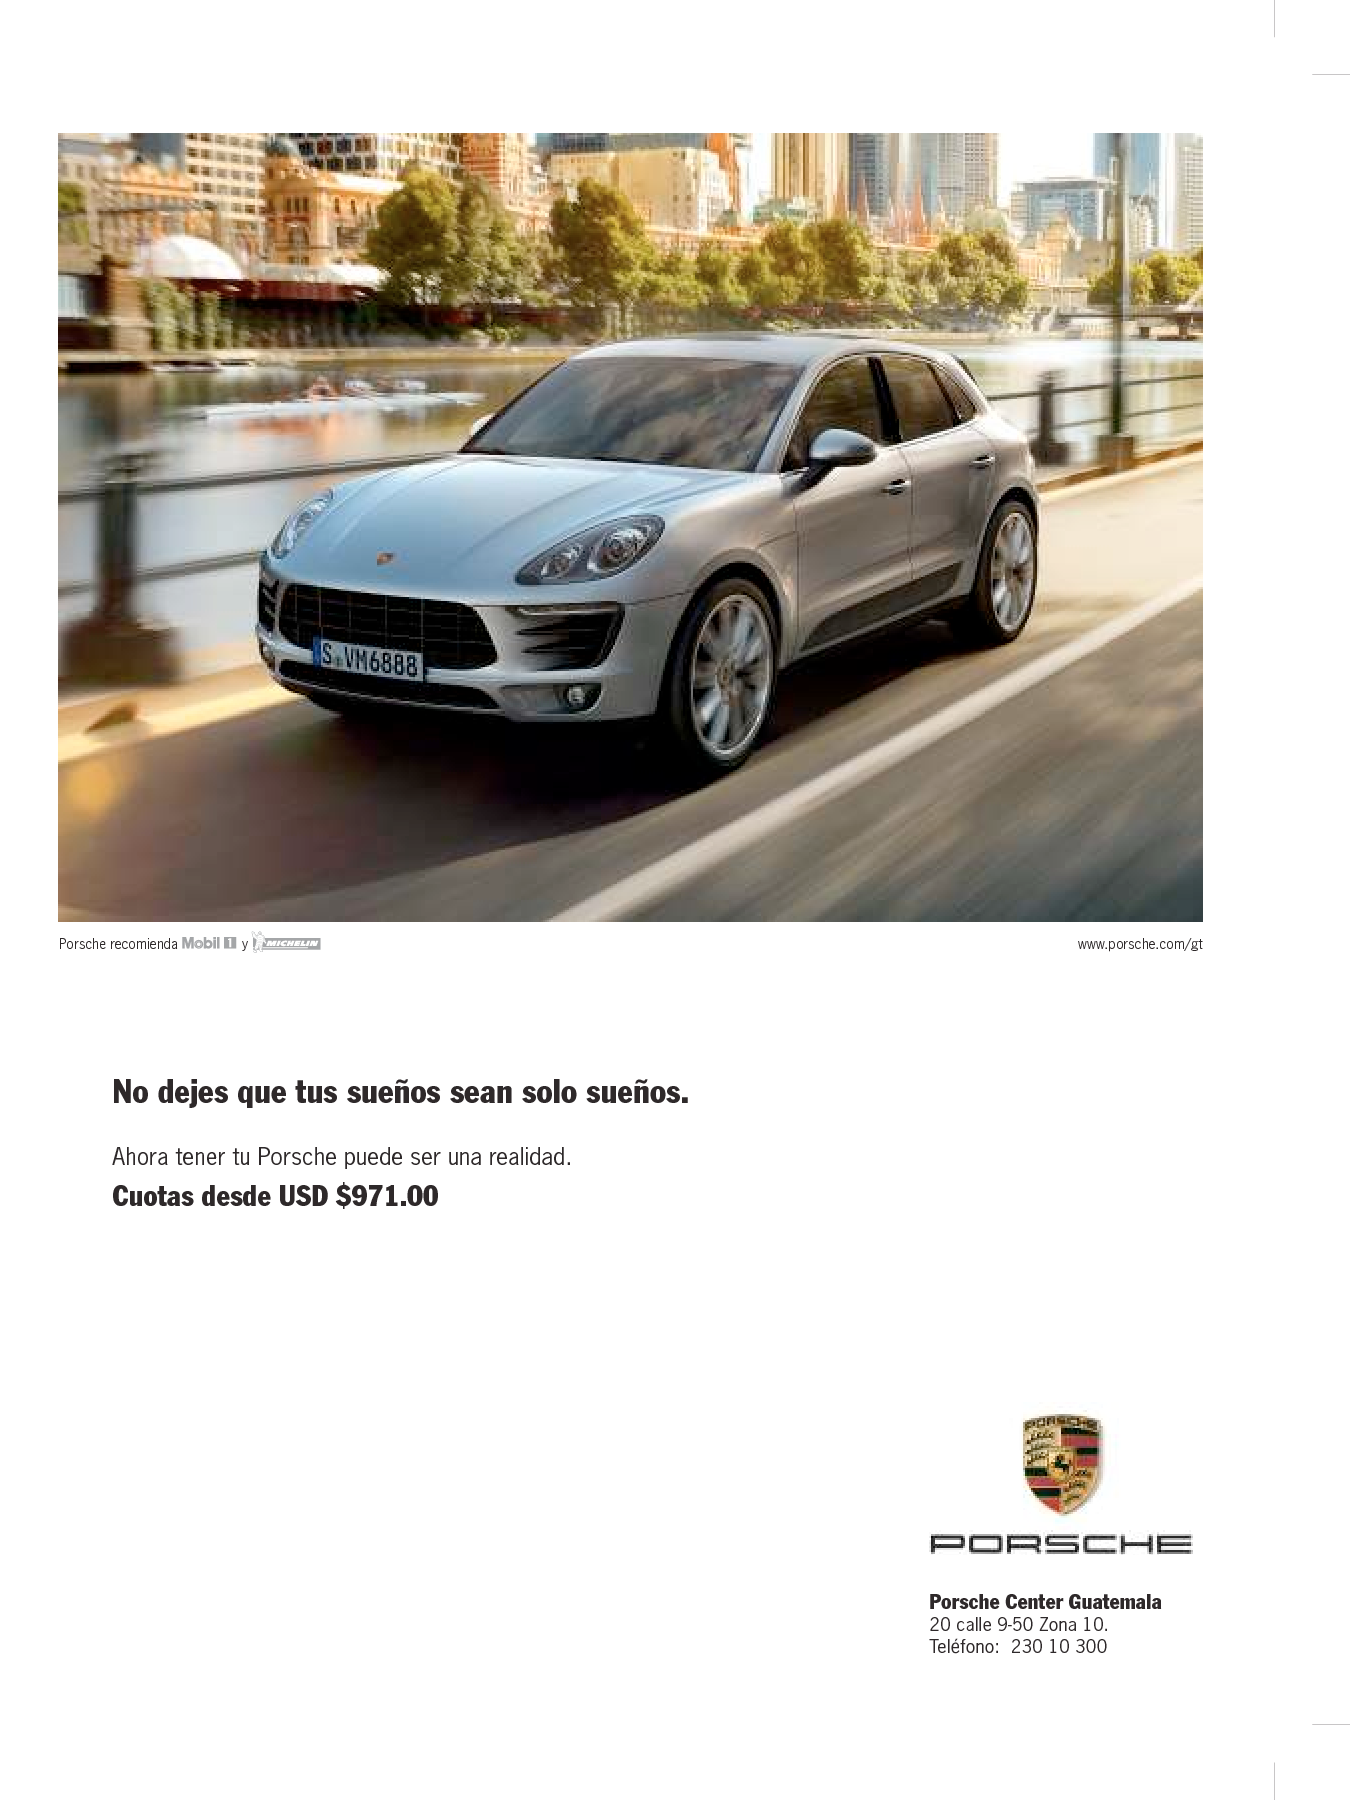 S VM6888
Porsche recomienda Mobil 1 y MICHELIN
www.porsche.com/gt
No dejes que tus sueños sean solo sueños.
Ahora tener tu Porsche puede ser una realidad.
Cuotas desde USD $971.00
PORSCHE
PORSCHE
Porsche Center Guatemala
20 calle 9-50 Zona 10.
Teléfono: 230 10 300